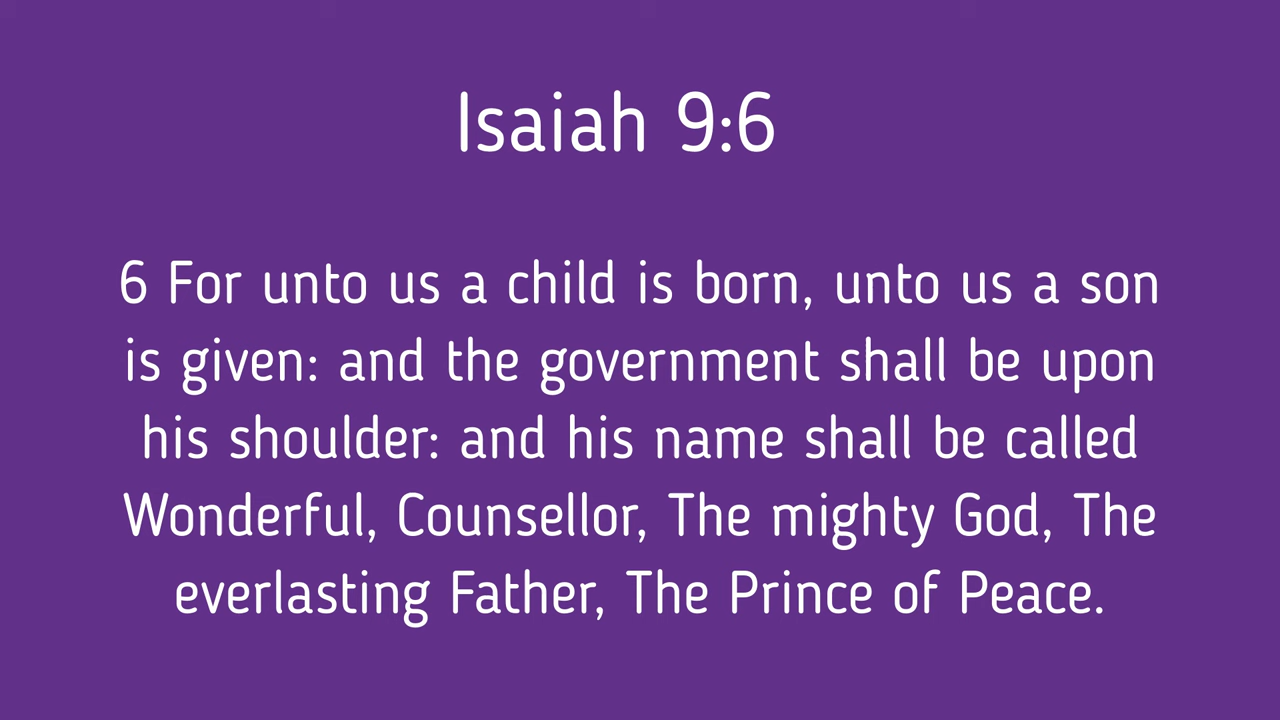 Isaiah 9:6
6 For unto us a child is born, unto us a son
is given: and the government shall be upon
his shoulder: and his name shall be called
Wonderful, Counsellor, The mighty God, The
everlasting Father, The Prince of Peace.